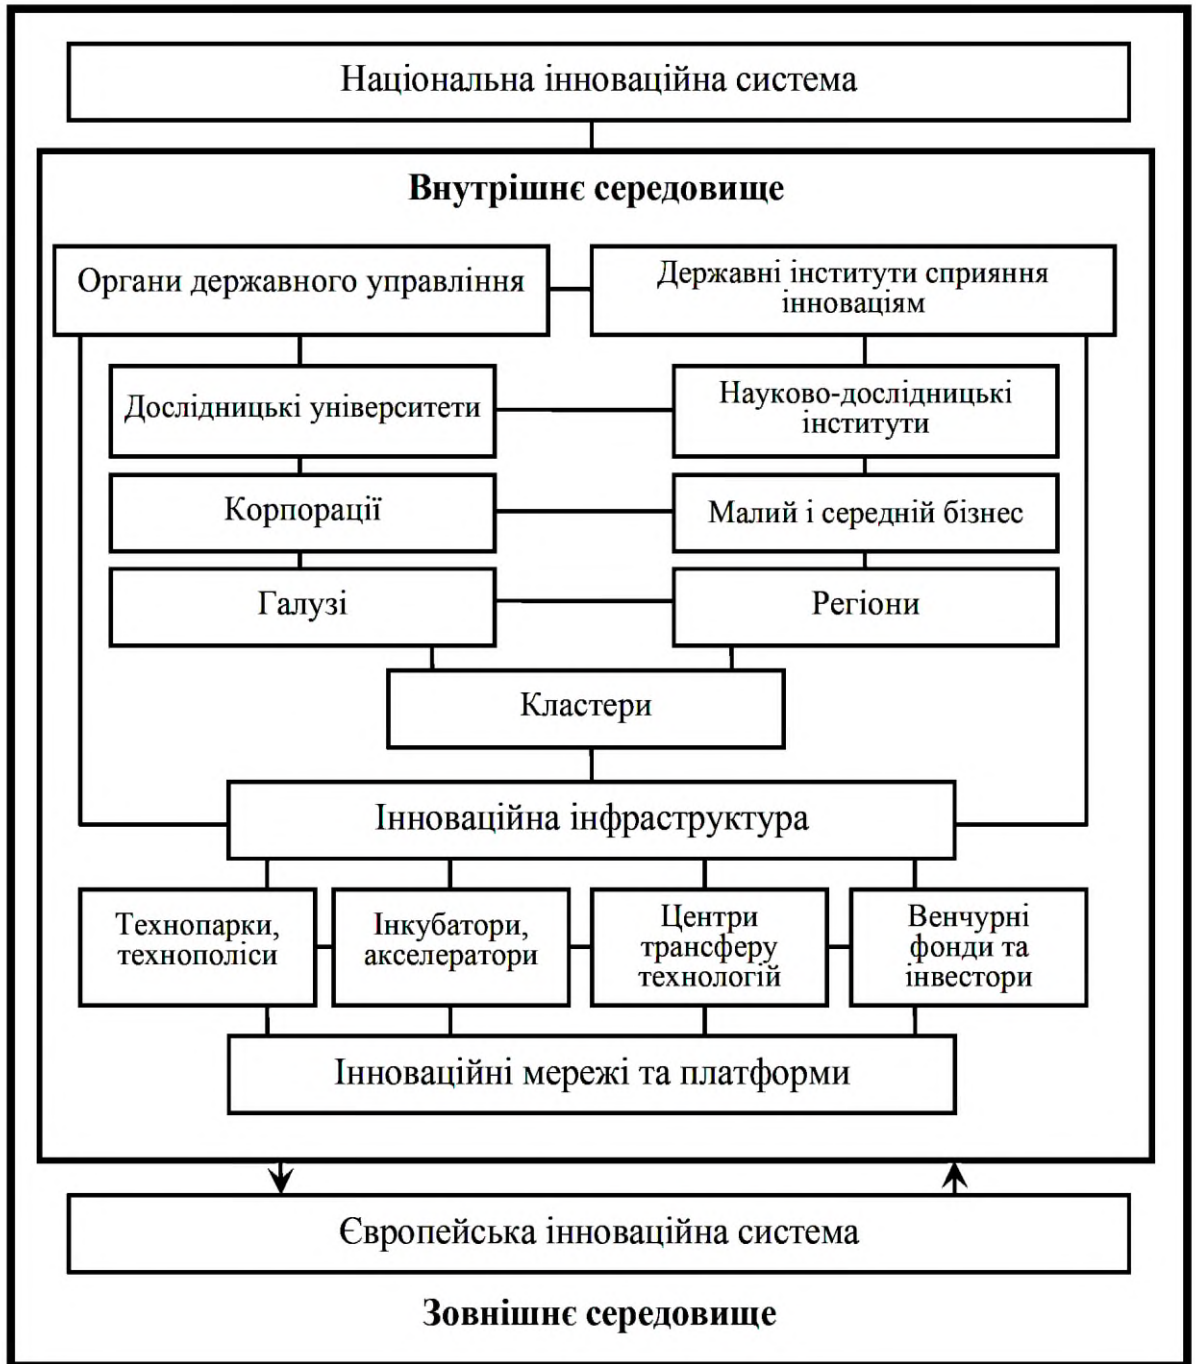 Національна інноваційна система
Внутрішнє середовище
Органи державного управління
Державні інститути сприяння
інноваціям
Дослідницькі університети
Науково-дослідницькі
інститути
Корпорації
Малий і середній бізнес
Галузі
Регіони
Кластери
Інноваційна інфраструктура
Технопарки,
технополіси
Інкубатори,
акселератори
Центри
трансферу
технологій
Венчурні
фонди та
інвестори
Інноваційні мережі та платформи
Європейська інноваційна система
Зовнішнє середовище